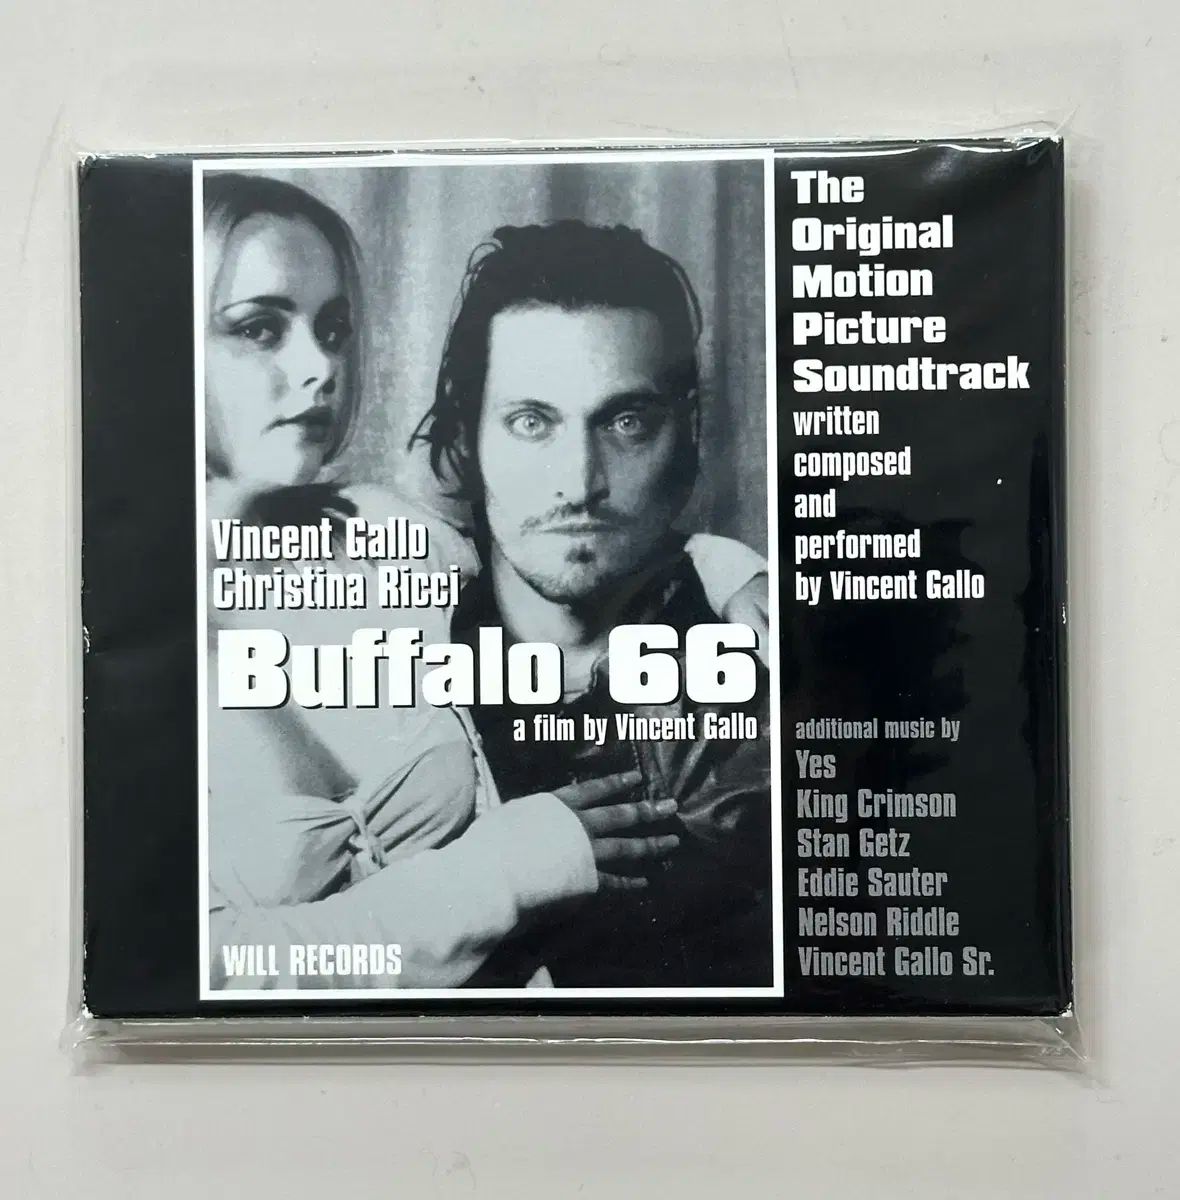 Vincent Gallo
Christina Ricci
Buffalo 66
a film by Vincent Gallo
WILL RECORDS
The
Original
Motion
Picture
Soundtrack
written
composed
and
performed
by Vincent Gallo
additional music by
Yes
King Crimson
Stan Getz
Eddie Sauter
Nelson Riddle
Vincent Gallo Sr.